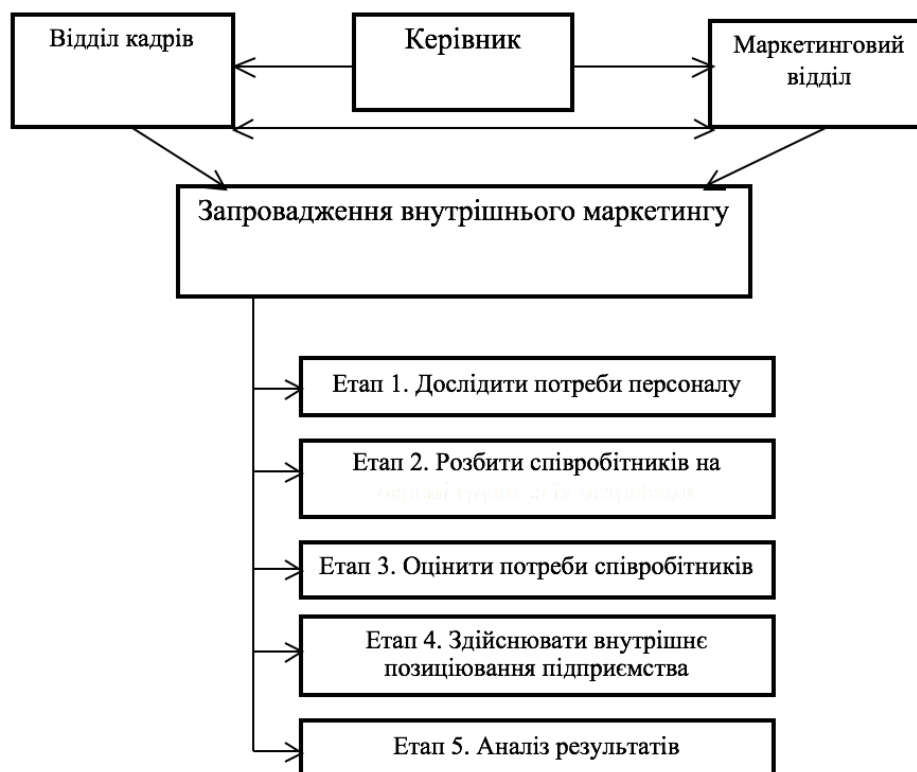 Відділ кадрів
Керівник
Маркетинговий
відділ
Запровадження внутрішнього маркетингу
Етап 1. Дослідити потреби персоналу
Етап 2. Розбити співробітників на
Етап 3. Оцінити потреби співробітників
Етап 4. Здійснювати внутрішнє
позиціювання підприємства
Етап 5. Аналіз результатів